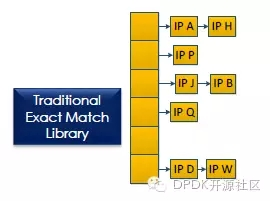 IP A
IP H
IP P
Traditional
Exact Match
Library
IP J
IP B
IP Q
IP D
IP W
DPDK开源社区